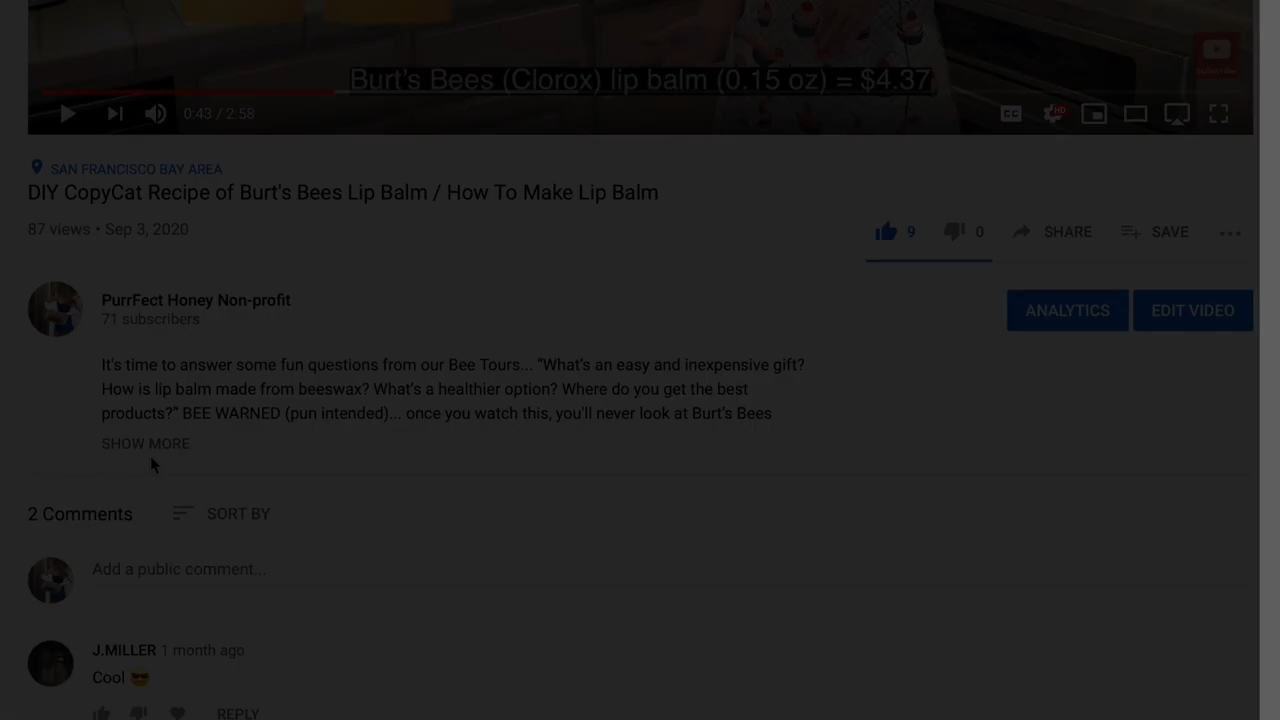 Burt's Bees (Clorox) lip balm (0.15 oz) = $4.37
0:43 / 2:58
CC
HD
SAN FRANCISCO BAY AREA
DIY CopyCat Recipe of Burt's Bees Lip Balm / How To Make Lip Balm
87 views • Sep 3, 2020
9
0
SHARE
SAVE
PurrFect Honey Non-profit
71 subscribers
ANALYTICS
EDIT VIDEO
It's time to answer some fun questions from our Bee Tours... “What's an easy and inexpensive gift?
How is lip balm made from beeswax? What's a healthier option? Where do you get the best
products?” BEE WARNED (pun intended)... once you watch this, you'll never look at Burt's Bees
SHOW MORE
2 Comments
SORT BY
Add a public comment...
J.MILLER 1 month ago
Cool 😎
REPLY